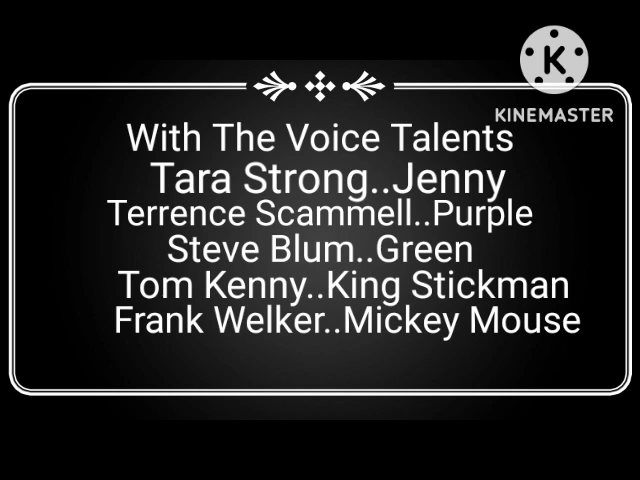 K
KINEMASTER
With The Voice Talents
Tara Strong..Jenny
Terrence Scammell..Purple
Steve Blum..Green
Tom Kenny..King Stickman
Frank Welker..Mickey Mouse